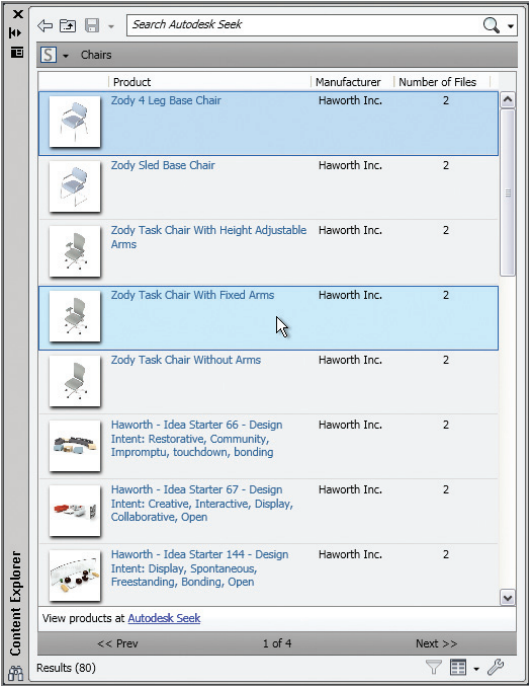 Search Autodesk Seek
S Chairs
Product Manufacturer Number of Files
Zody 4 Leg Base Chair Haworth Inc. 2
Zody Sled Base Chair Haworth Inc. 2
Zody Task Chair With Height Adjustable Haworth Inc. 2
Arms
Zody Task Chair With Fixed Arms Haworth Inc. 2
Zody Task Chair Without Arms Haworth Inc. 2
Haworth - Idea Starter 66 - Design Haworth Inc. 2
Intent: Restorative, Community,
Impromptu, touchdown, bonding
Haworth - Idea Starter 67 - Design Haworth Inc. 2
Intent: Creative, Interactive, Display,
Collaborative, Open
Haworth - Idea Starter 144 - Design Haworth Inc. 2
Intent: Display, Spontaneous,
Freestanding, Bonding, Open
View products at Autodesk Seek
<< Prev 1 of 4 Next >>
Results (80)
Content Explorer